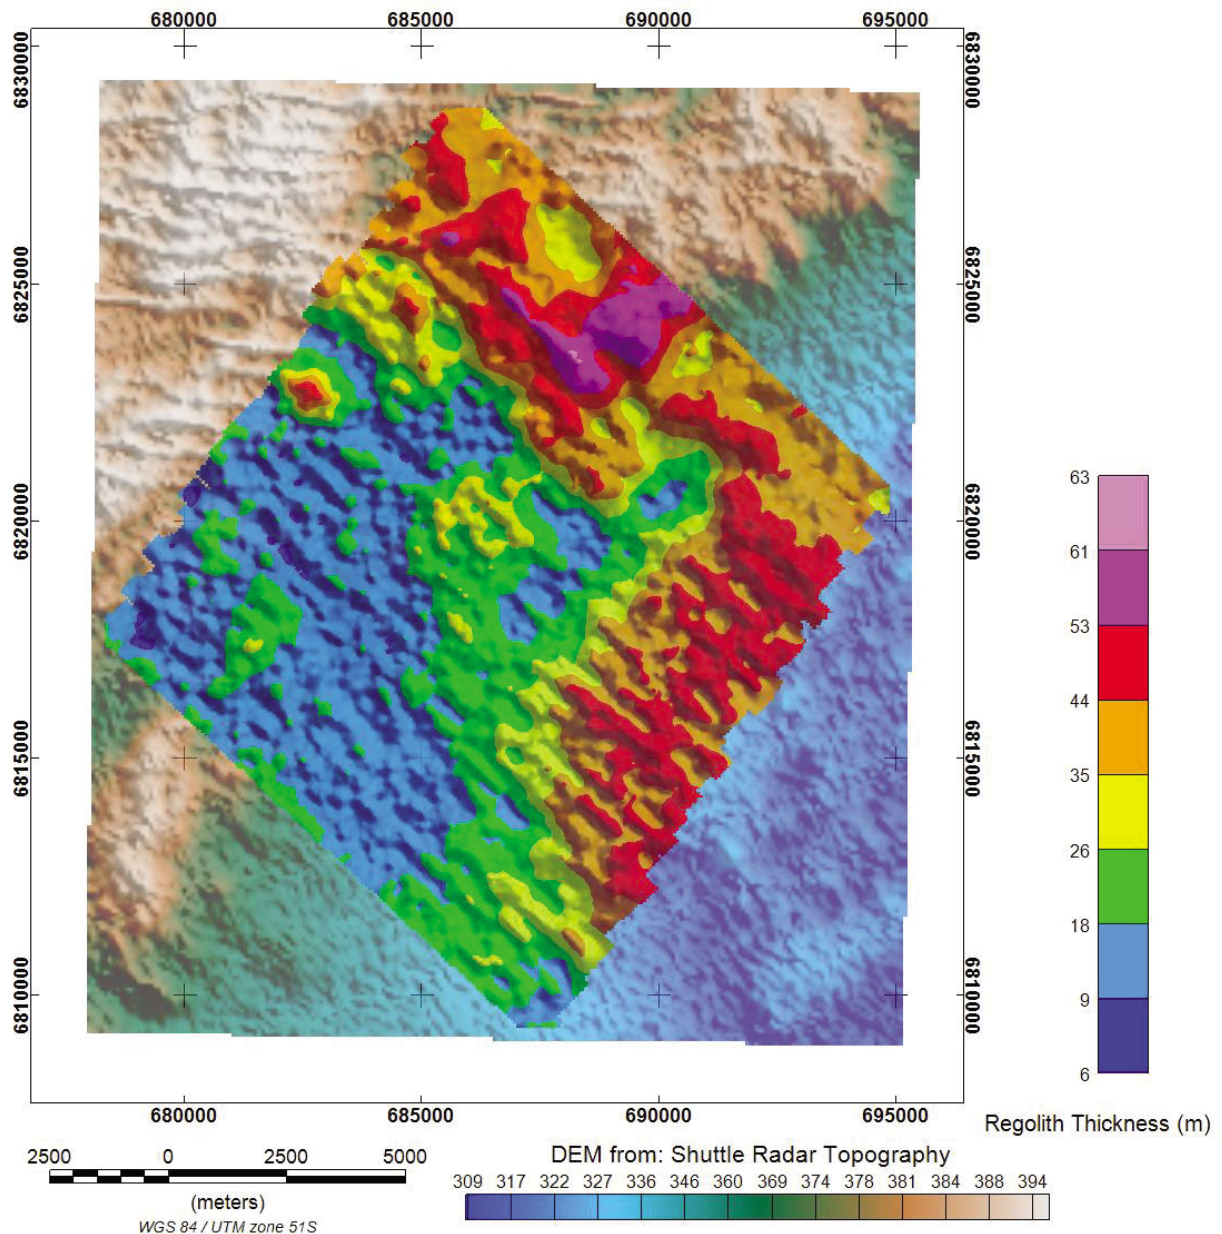 680000 685000 690000 695000
6830000 6830000
6825000 6825000
6820000 6820000
6815000 6815000
6810000 6810000
680000 685000 690000 695000
63
61
53
44
35
26
18
9
6
Regolith Thickness (m)
2500 0 2500 5000
(meters)
WGS 84 / UTM zone 51S
DEM from: Shuttle Radar Topography
309 317 322 327 336 346 360 369 374 378 381 384 388 394